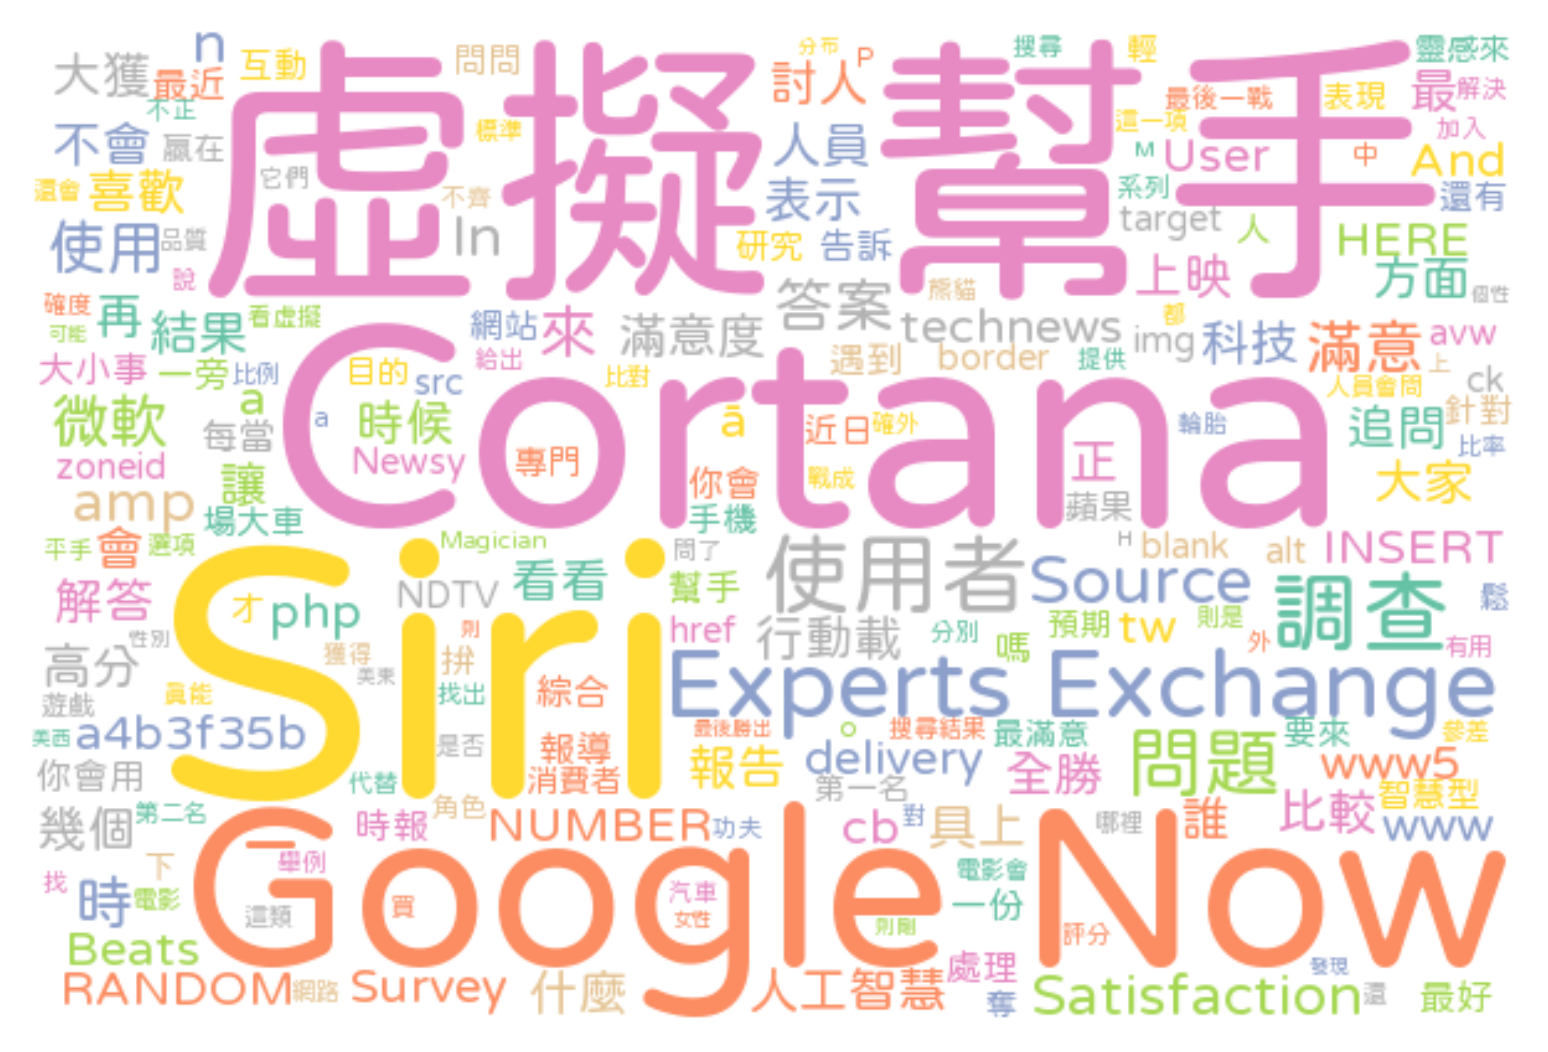 n
大獲
最近
互動
問問
分布
討人
P
搜尋
輕
靈感來
不正
虛擬幫手
最後一戰
表現
最
解決
不會
贏在
標準
人員
這一項
加入
M
User
中
And
還會
喜歡
它們
不齊
表示
系列
還有
使用
品質
In
研究
告訴
target
人
HERE
說
上映
方面
個性
確度
再
結果
看虛擬
網站
來
滿意度
答案
熊貓
technews
都
img
科技
滿意
avw
可能
大小事
一旁
比例
目的
src
給出
比對
遇到
border
提供
上
人員會問
ck
微軟
a
每當
a
時候
Cortana
ā
近日
確外
輪胎
追問
針對
比率
zoneid
讓
Newsy
專門
你會
戰成
正
大家
amp
場大車
手機
蘋果
平手
會
選項
Magician
問了
使用者
H
blank
alt
INSERT
解答
才
php
Siri
NDTV
看看
幫手
Source
調查
鬆
性別
則
href
行動載
分別
嗎
預期
tw
則是
外
有用
高分
獲得
美東
拚
找出
綜合
Experts Exchange
遊戲
真能
美西
a4b3f35b
是否
報導
最後勝出
o
搜尋結果
最滿意
要來
參差
你會用
代替
消費者
報告
delivery
第一名
全勝
問題
www5
智慧型
幾個
第二名
時報
角色
NUMBER
功夫
cb
對
具上
哪裡
誰
比較
www
下
舉例
Google Now
找
時
電影
這類
買
汽車
女性
則剛
電影會
一份
評分
Beats
RANDOM
網路
Survey
什麼
人工智慧
處理
奪
Satisfaction
發現
還
最好